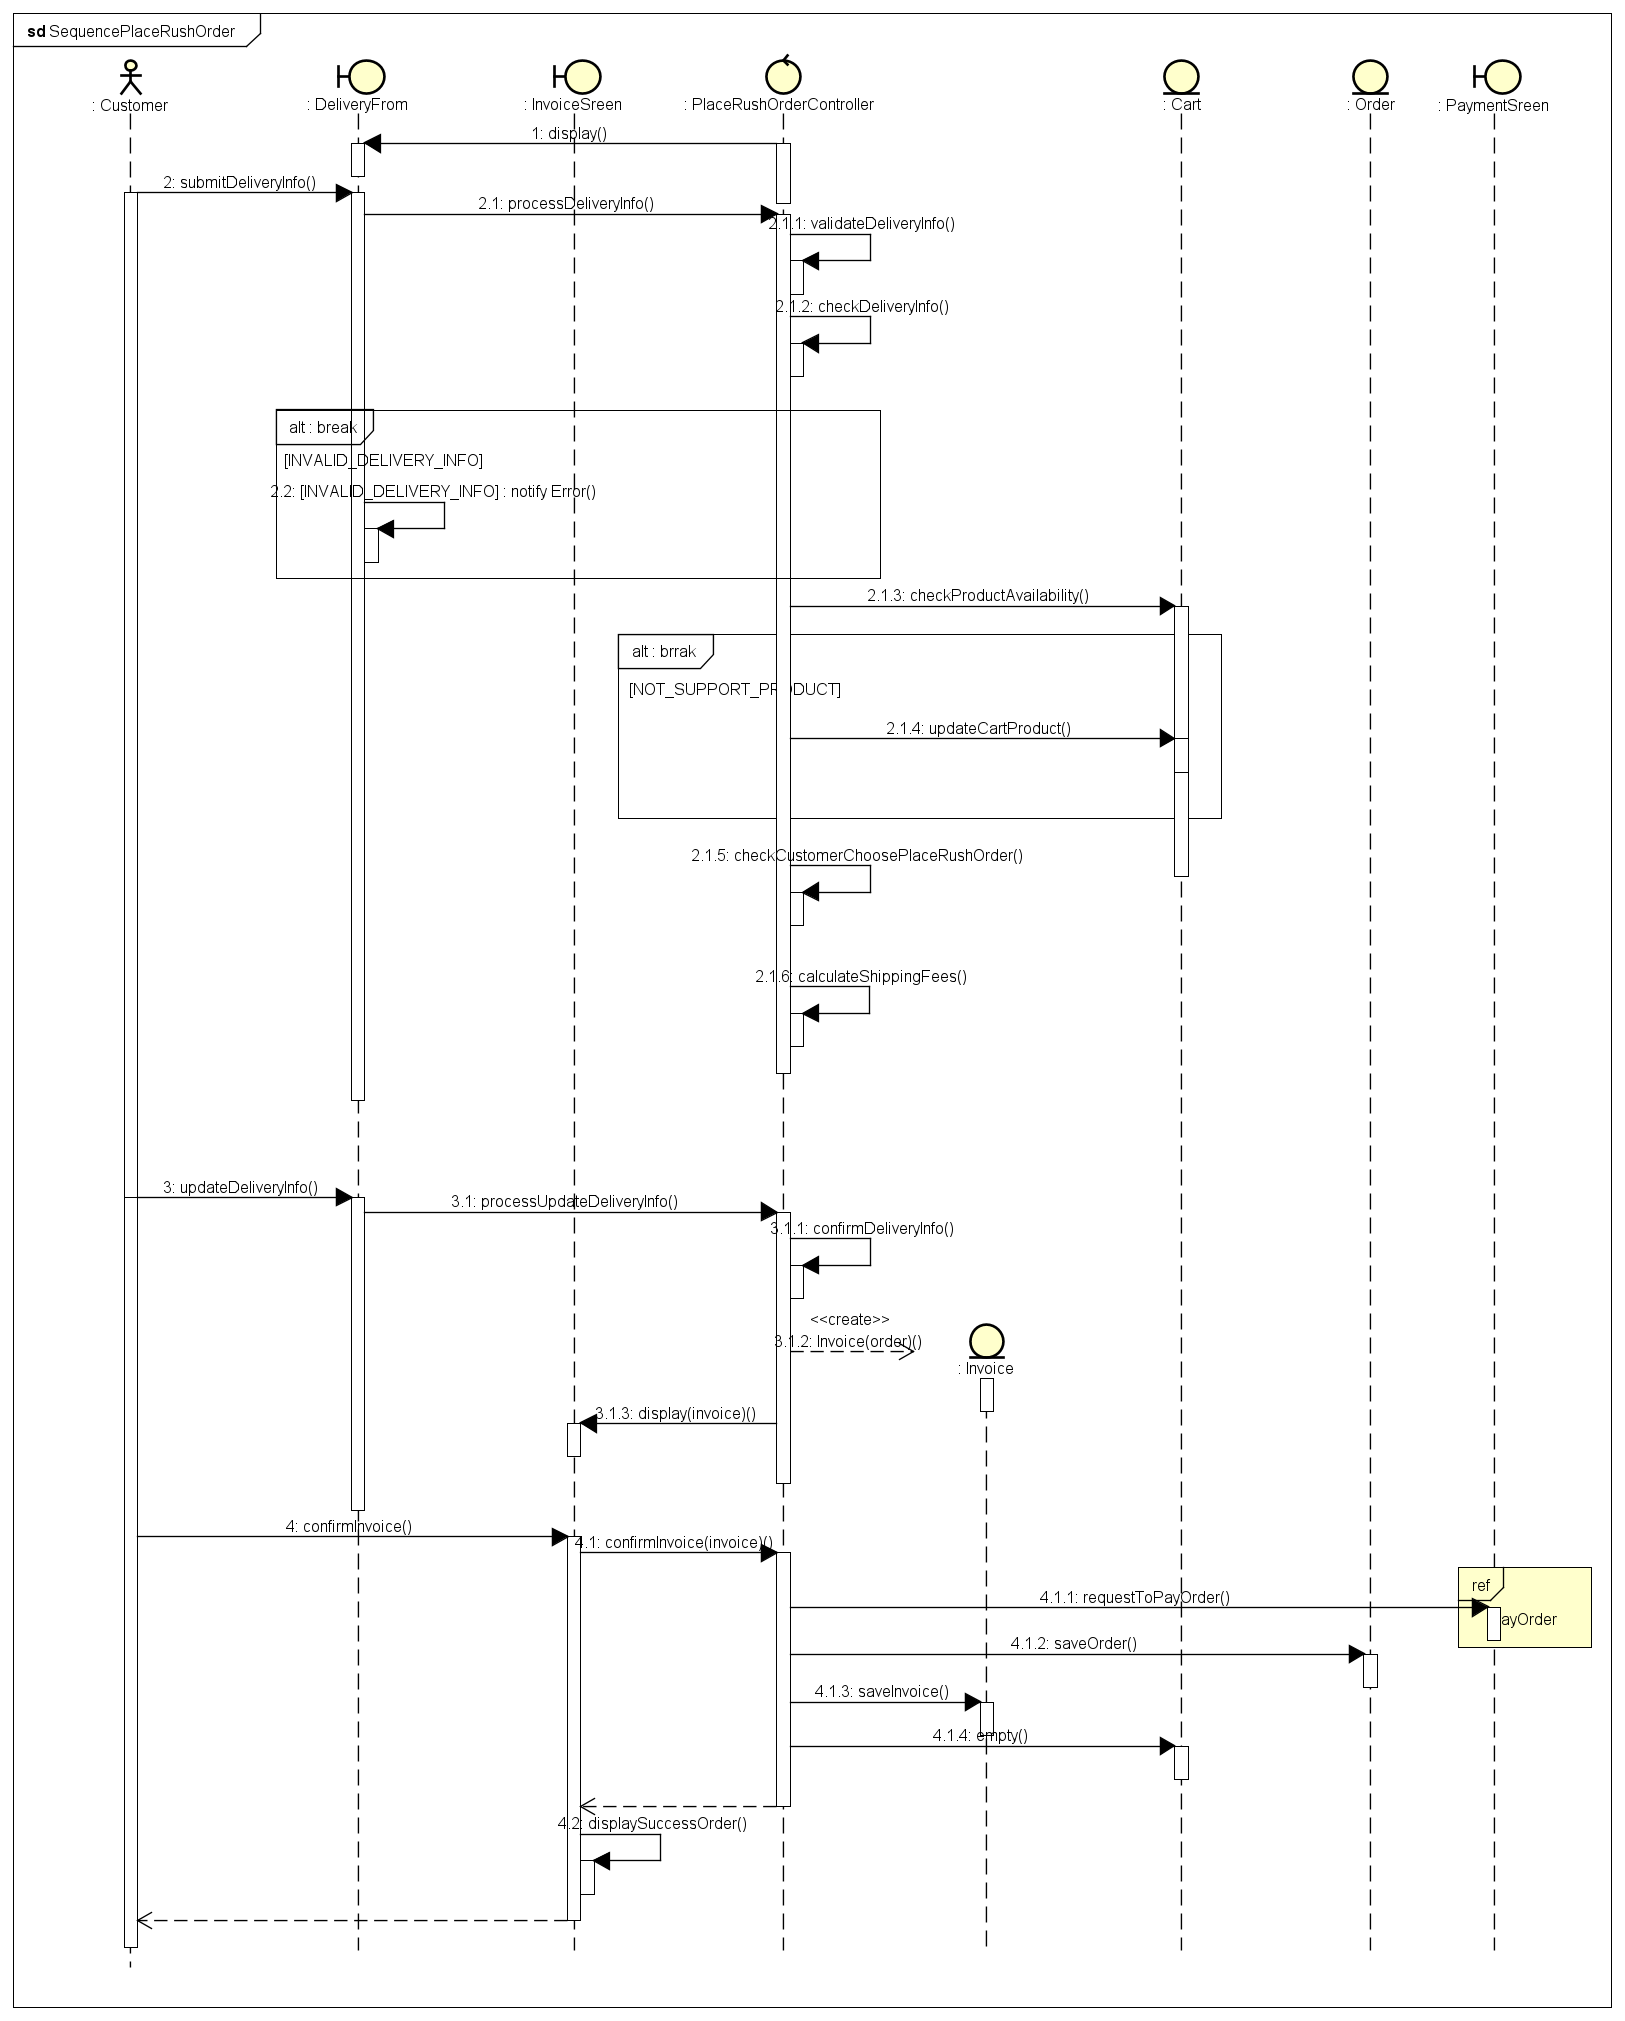 sd SequencePlaceRushOrder
: Customer
: DeliveryFrom
: InvoiceSreen
: PlaceRushOrderController
: Cart
: Order
: PaymentSreen
1: display()
2: submitDeliveryInfo()
2.1: processDeliveryInfo()
2.1.1: validateDeliveryInfo()
2.1.2: checkDeliveryInfo()
alt : break
[INVALID_DELIVERY_INFO]
2.2: [INVALID_DELIVERY_INFO] : notify Error()
2.1.3: checkProductAvailability()
alt : brrak
[NOT_SUPPORT_PRODUCT]
2.1.4: updateCartProduct()
2.1.5: checkCustomerChoosePlaceRushOrder()
2.1.6: calculateShippingFees()
3: updateDeliveryInfo()
3.1: processUpdateDeliveryInfo()
3.1.1: confirmDeliveryInfo()
<<create>>
3.1.2: Invoice(order)()
: Invoice
3.1.3: display(invoice)()
4: confirmInvoice()
4.1: confirmInvoice(invoice)()
ref
4.1.1: requestToPayOrder()
ayOrder
4.1.2: saveOrder()
4.1.3: saveInvoice()
4.1.4: empty()
4.2: displaySuccessOrder()